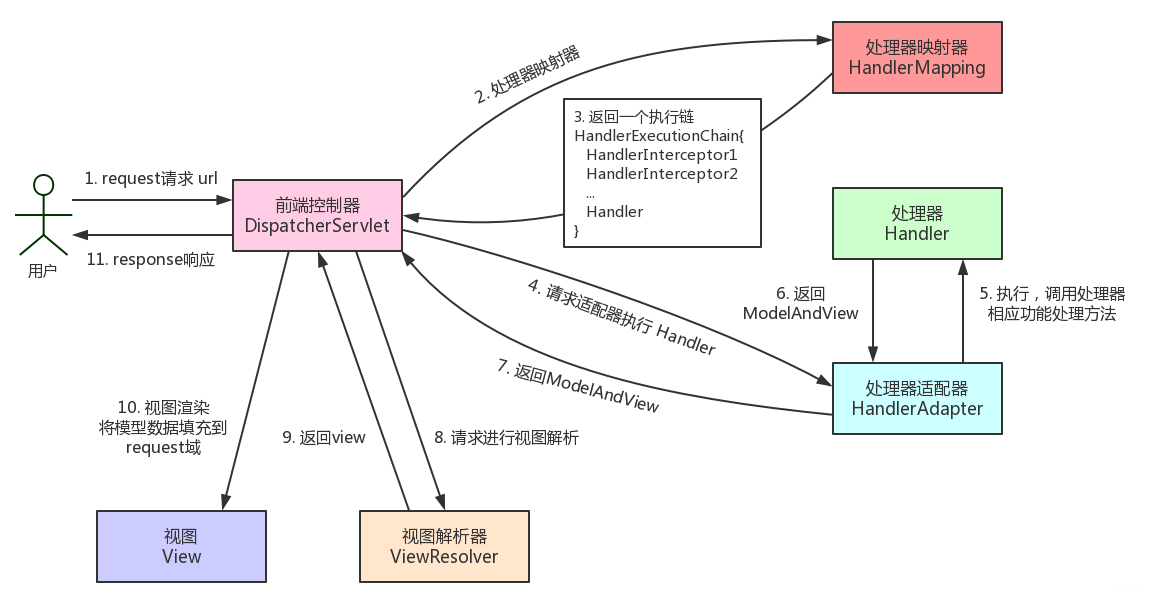 处理器映射器
HandlerMapping
2. 处理器映射器
3. 返回一个执行链
HandlerExecutionChain{
HandlerInterceptor1
HandlerInterceptor2
...
Handler
}
1. request请求 url
前端控制器
DispatcherServlet
处理器
Handler
用户
11. response响应
4. 请求适配器执行 Handler
6. 返回
ModelAndView
5. 执行，调用处理器
相应功能处理方法
7. 返回ModelAndView
处理器适配器
HandlerAdapter
10. 视图渲染
将模型数据填充到
request域
9. 返回view
8. 请求进行视图解析
视图
View
视图解析器
ViewResolver